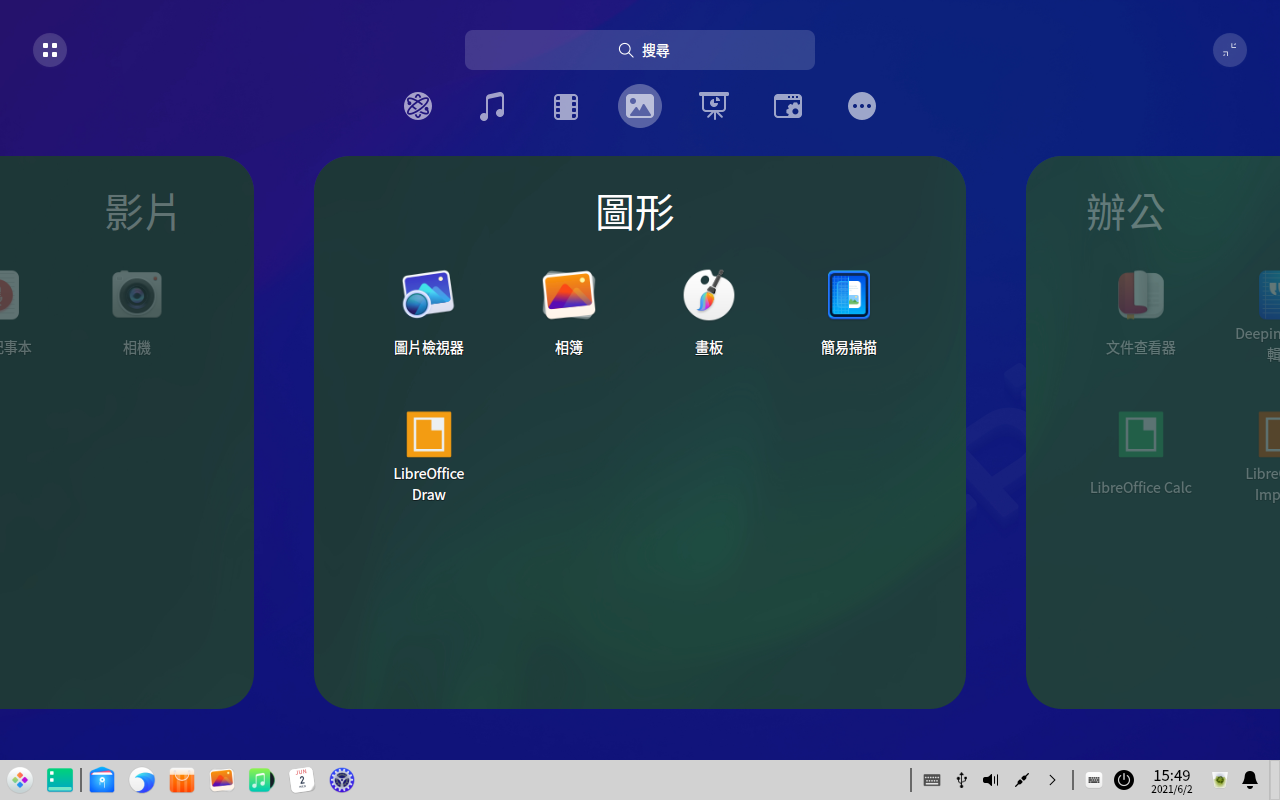 搜尋
影片
圖形
辦公
記事本
相機
圖片檢視器
相簿
畫板
簡易掃描
文件查看器
Deepin
輯
LibreOffice
Draw
LibreOffice Calc
Libre
Imp
JUN
2
15:49
2021/6/2